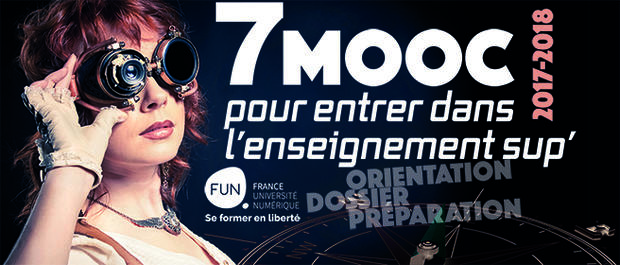 7 MOOC
2017-2018
pour entrer dans
l'enseignement sup'
ORIENTATION
DOSSIER
PRÉPARATION
FUN.
FRANCE
UNIVERSITÉ
NUMÉRIQUE
Se former en liberté